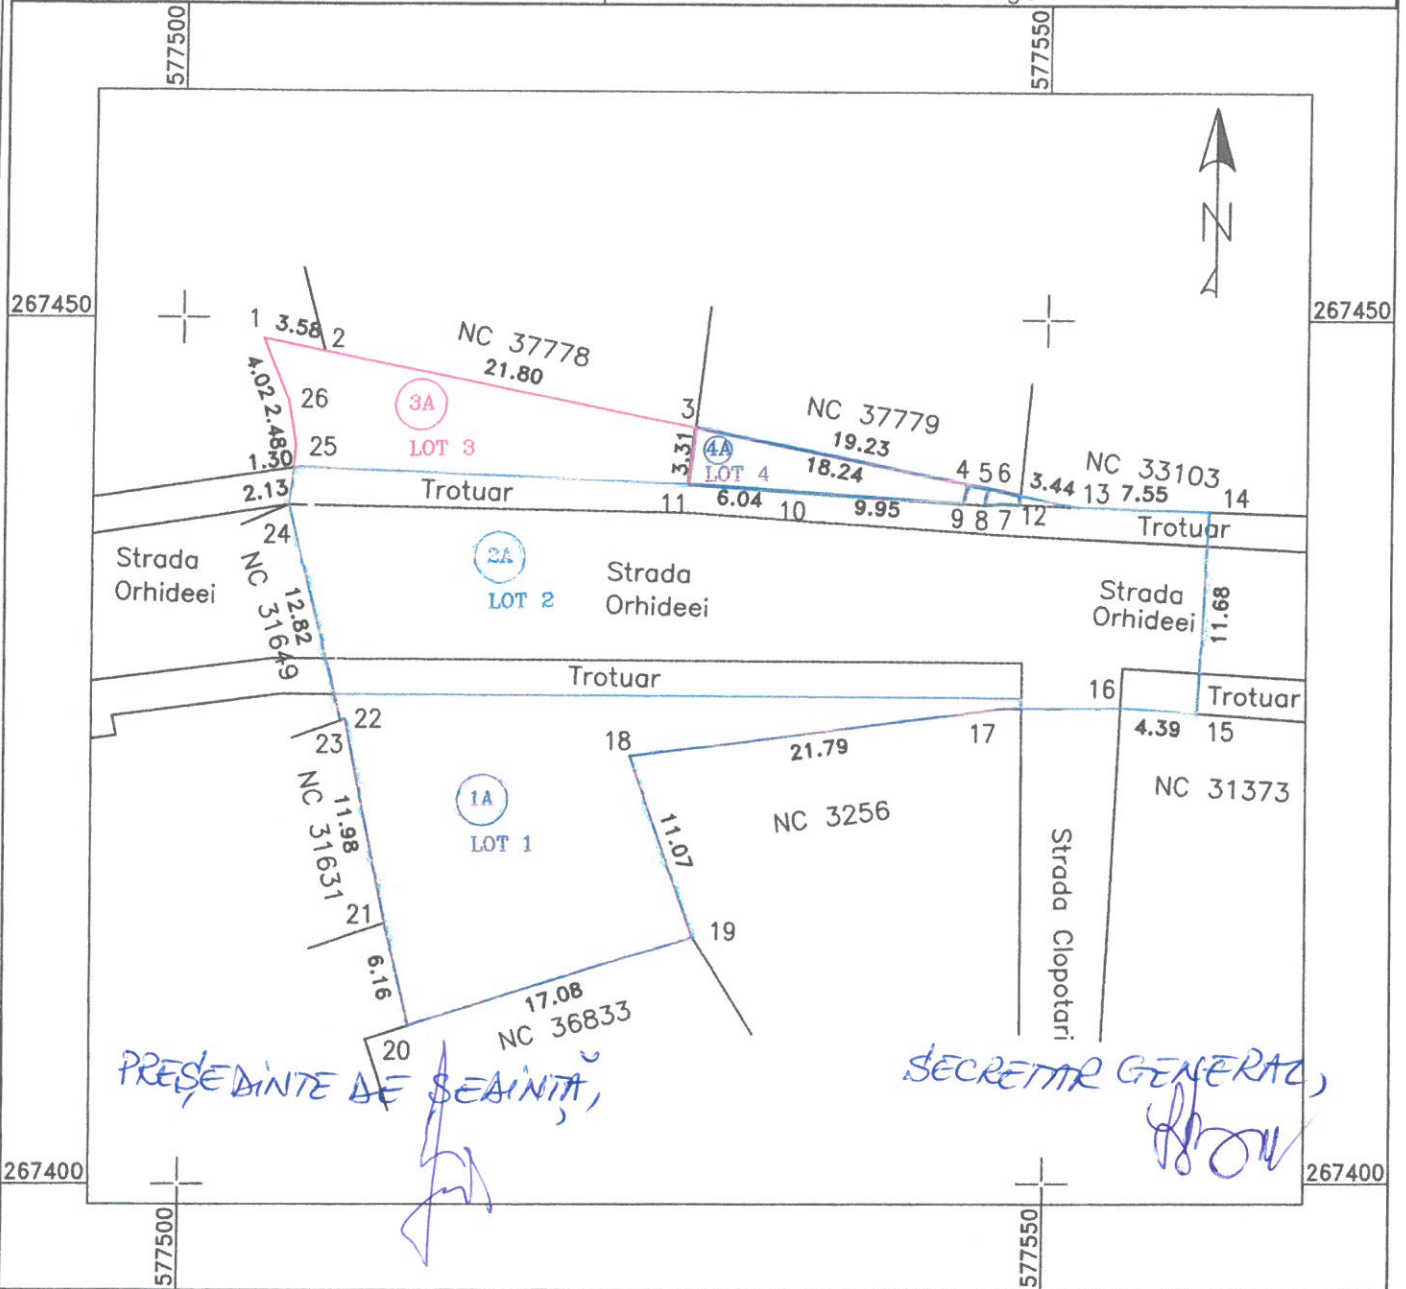 577500
577550
267450
267450
N
1
3.58
2
NC 37778
21.80
4.02
26
3A
LOT 3
2.48
25
1.30
3
3.31
NC 37779
19.23
4A
LOT 4
18.24
4
5
6
3.44
NC 33103
13
7.55
14
2.13
Trotuar
11
6.04
10
9.95
9
8
7
12
Trotuar
24
Strada
Orhideei
NC 31649
12.82
2A
LOT 2
Strada
Orhideei
Strada
Orhideei
11.68
Trotuar
16
Trotuar
4.39
15
22
23
18
21.79
17
NC 31373
NC 31631
11.98
1A
LOT 1
11.07
NC 3256
Strada Clopotari
21
19
6.16
17.08
NC 36833
20
PREȘEDINTE DE ȘEDINȚĂ,
SECRETAR GENERAL,
267400
267400
577500
577550